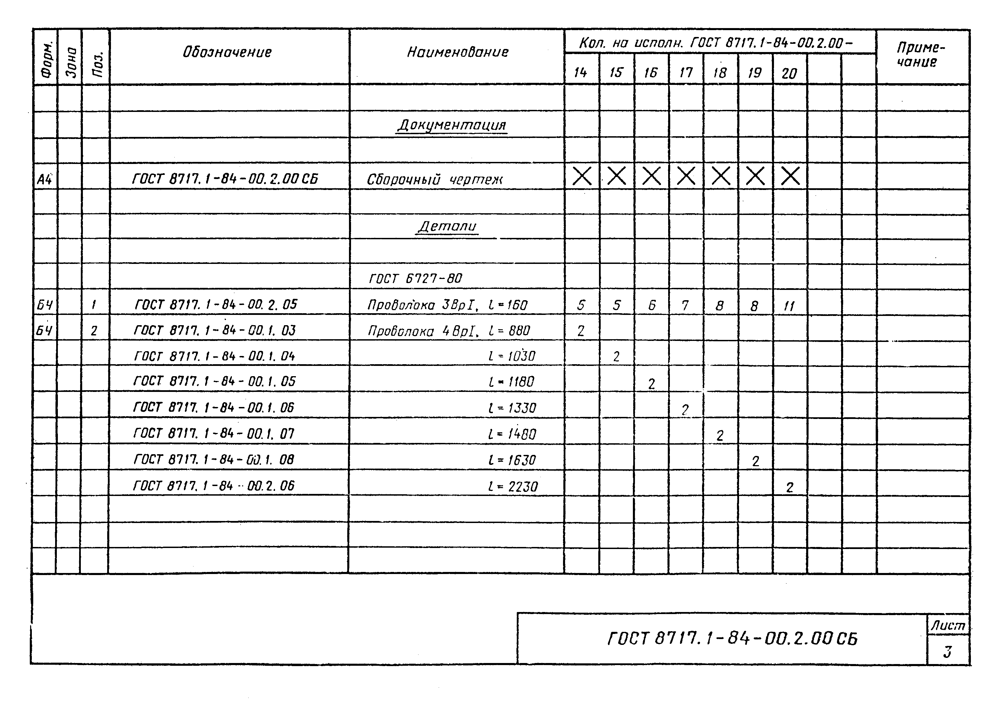 Форм. Зона Поз. Обозначение Наименование Кол. на исполн. ГОСТ 8717.1-84-00.2.00- Приме-
чание
14 15 16 17 18 19 20
Документация
А4 ГОСТ 8717.1-84-00.2.00 СБ Сборочный чертеж X X X X X X X
Детали
ГОСТ 6727-80
БЧ 1 ГОСТ 8717.1-84-00.2.05 Проволока 3ВрI, l=160 5 5 6 7 8 8 11
БЧ 2 ГОСТ 8717.1-84-00.1.03 Проволока 4ВрI, l=880 2
ГОСТ 8717.1-84-00.1.04 l=1030 2
ГОСТ 8717.1-84-00.1.05 l=1180 2
ГОСТ 8717.1-84-00.1.06 l=1330 2
ГОСТ 8717.1-84-00.1.07 l=1480 2
ГОСТ 8717.1-84-00.1.08 l=1630 2
ГОСТ 8717.1-84-00.2.06 l=2230 2
ГОСТ 8717.1-84-00.2.00 СБ
Лист
3